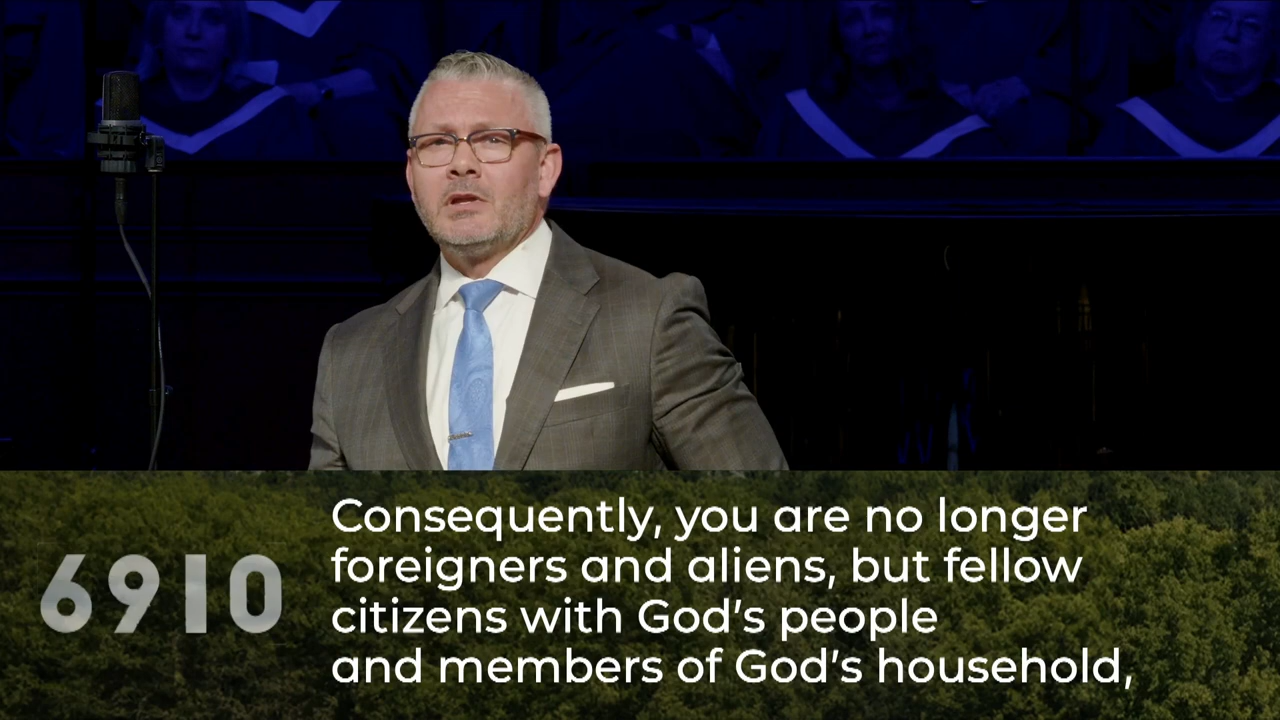 6910
Consequently, you are no longer
foreigners and aliens, but fellow
citizens with God's people
and members of God's household,